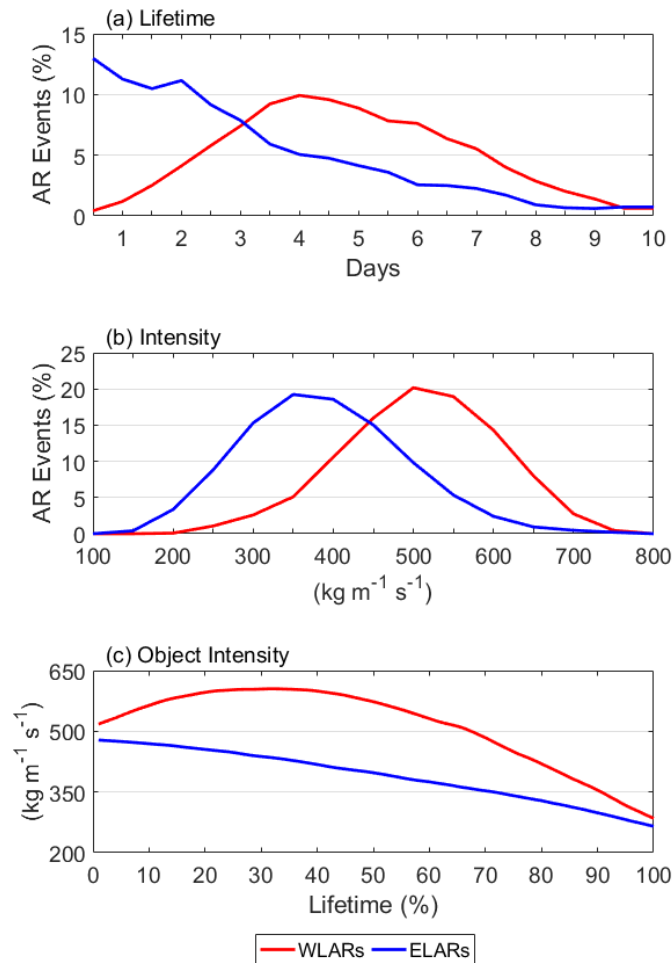 (a) Lifetime
15
10
5
0
AR Events (%)
1 2 3 4 5 6 7 8 9 10
Days
(b) Intensity
25
20
15
10
5
0
AR Events (%)
100 200 300 400 500 600 700 800
(kg m⁻¹ s⁻¹)
(c) Object Intensity
650
500
350
200
(kg m⁻¹ s⁻¹)
0 10 20 30 40 50 60 70 80 90 100
Lifetime (%)
WLARs ELARs